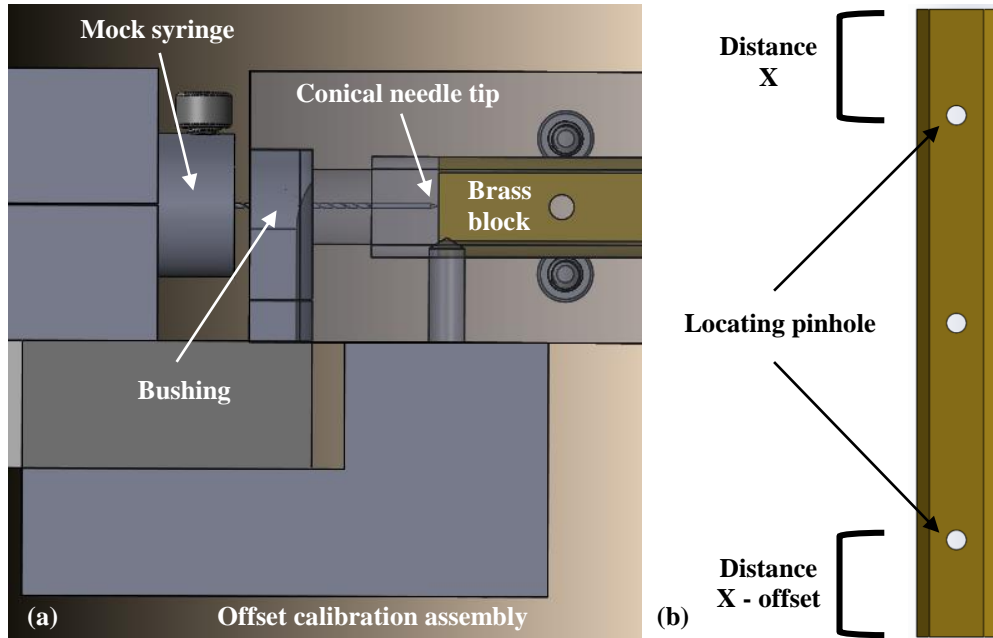 Mock syringe
Conical needle tip
Brass
block
Bushing
(a)
Offset calibration assembly
Distance
X
Locating pinhole
Distance
X - offset
(b)